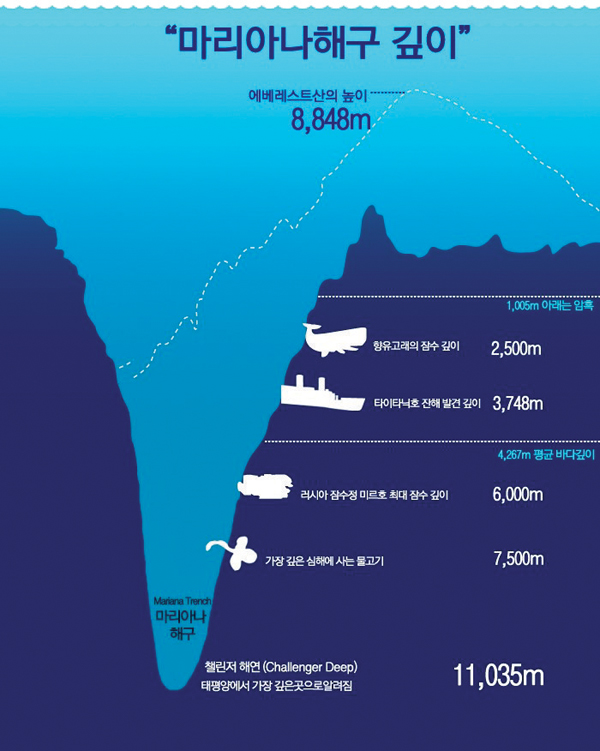 “마리아나해구 깊이”
에베레스트산의 높이
8,848m
1,005m 아래는 암흑
향유고래의 잠수 깊이 2,500m
타이타닉호 잔해 발견 깊이 3,748m
4,267m 평균 바다깊이
러시아 잠수정 미르호 최대 잠수 깊이 6,000m
가장 깊은 심해에 사는 물고기 7,500m
Mariana Trench
마리아나
해구
챌린저 해연 (Challenger Deep)
태평양에서 가장 깊은곳으로알려짐
11,035m